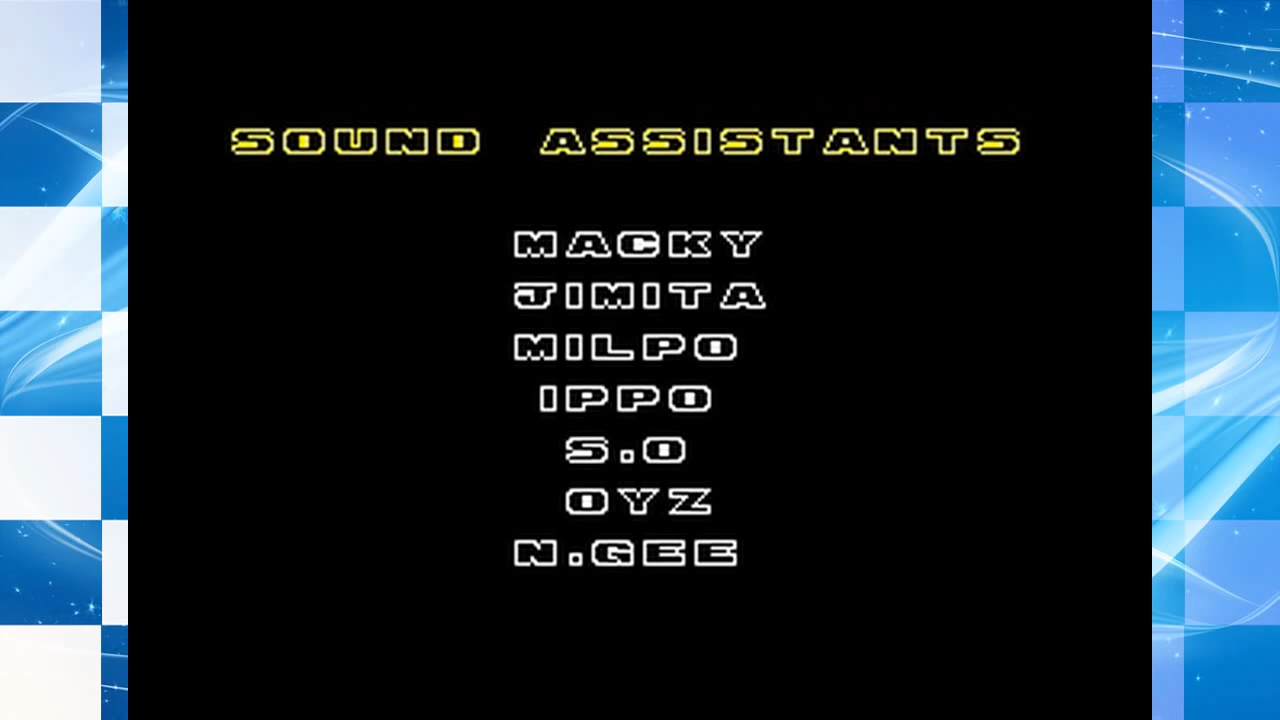 SOUND ASSISTANTS
MACKY
JIMITA
MILPO
IPPO
S.O
OYZ
N.GEE